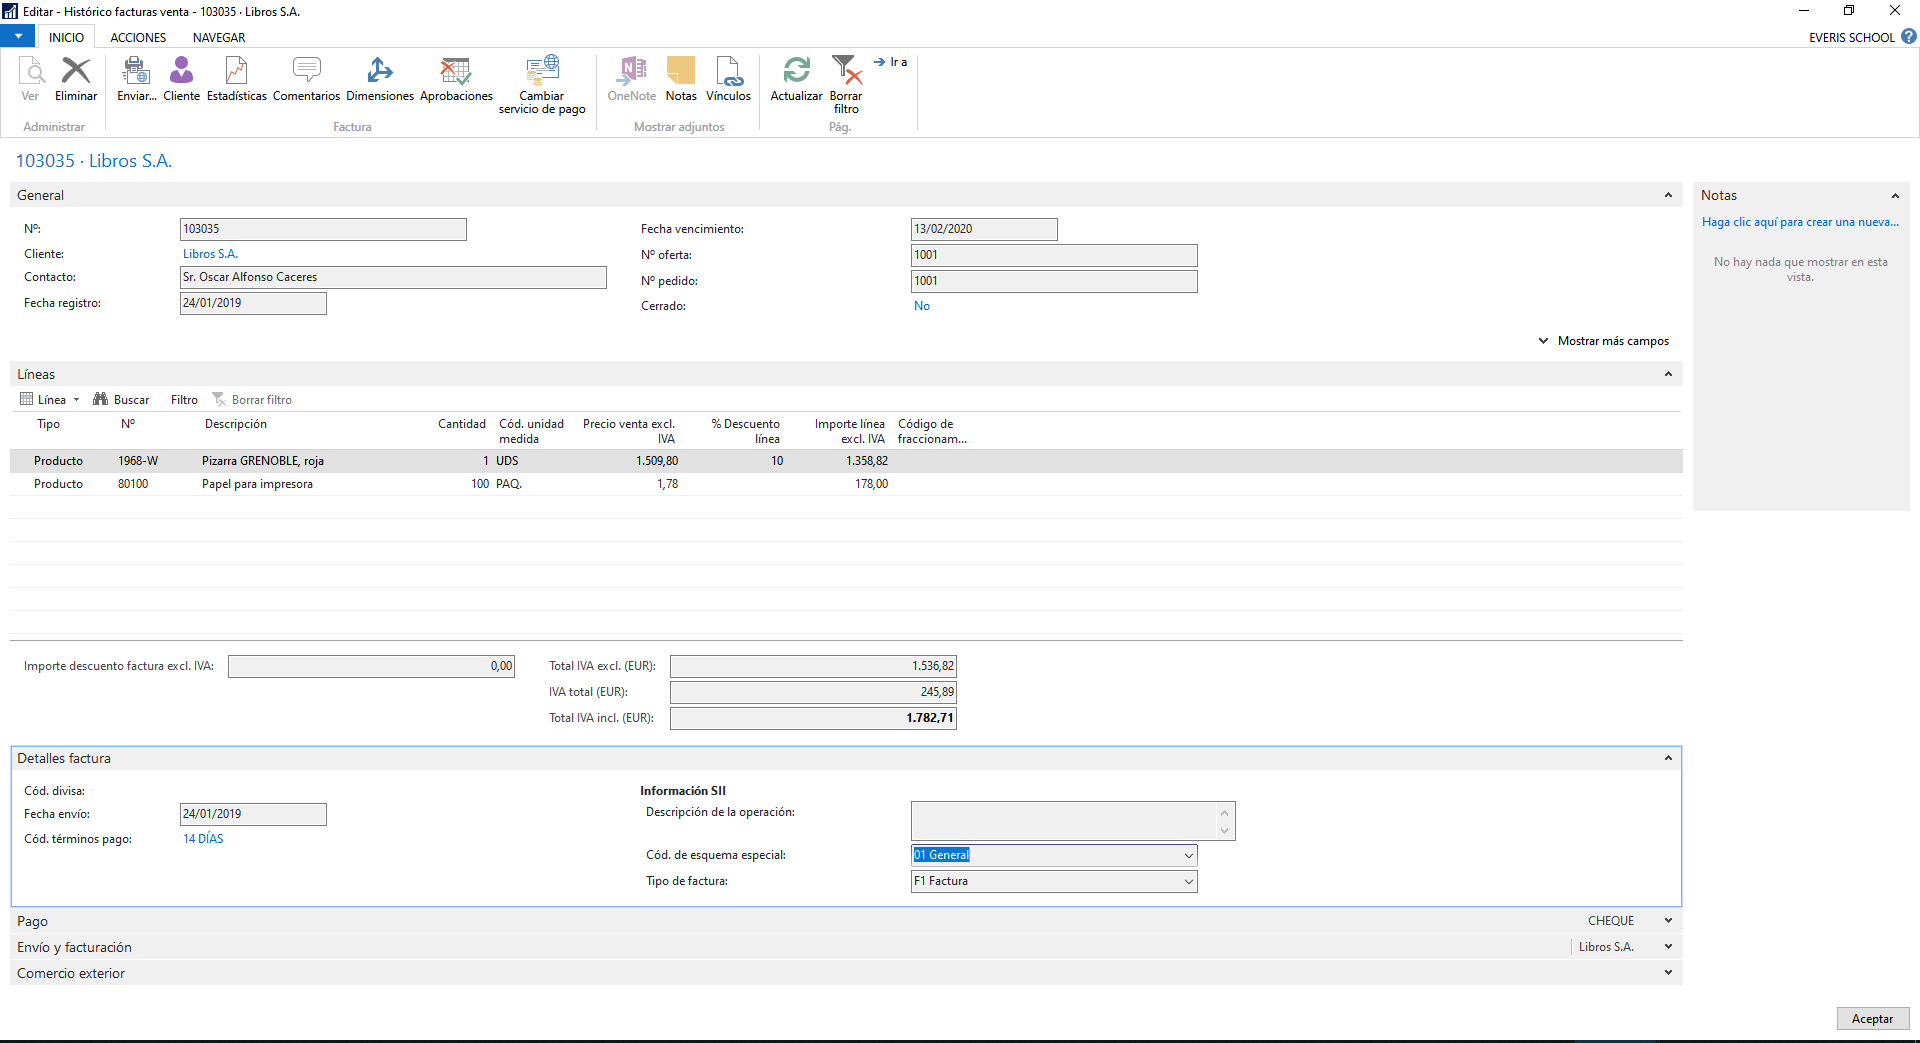 Editar - Histórico facturas venta - 103035 · Libros S.A.
INICIO ACCIONES NAVEGAR EVERIS SCHOOL ?
Ver Eliminar Enviar... Cliente Estadísticas Comentarios Dimensiones Aprobaciones Cambiar servicio de pago OneNote Notas Vínculos Actualizar Borrar filtro Ir a
Administrar Factura Mostrar adjuntos Pág.
103035 · Libros S.A.
General
Nº: 103035
Cliente: Libros S.A.
Contacto: Sr. Oscar Alfonso Caceres
Fecha registro: 24/01/2019
Fecha vencimiento: 13/02/2020
Nº oferta: 1001
Nº pedido: 1001
Cerrado: No
Mostrar más campos
Notas
Haga clic aquí para crear una nueva...
No hay nada que mostrar en esta
vista.
Líneas
Línea Buscar Filtro Borrar filtro
Tipo Nº Descripción Cantidad Cód. unidad medida Precio venta excl. IVA % Descuento línea Importe línea excl. IVA Código de fraccionam...
Producto 1968-W Pizarra GRENOBLE, roja 1 UDS 1.509,80 10 1.358,82
Producto 80100 Papel para impresora 100 PAQ. 1,78 178,00
Importe descuento factura excl. IVA: 0,00
Total IVA excl. (EUR): 1.536,82
IVA total (EUR): 245,89
Total IVA incl. (EUR): 1.782,71
Detalles factura
Cód. divisa:
Fecha envío: 24/01/2019
Cód. términos pago: 14 DÍAS
Información SII
Descripción de la operación:
Cód. de esquema especial: 01 General
Tipo de factura: F1 Factura
Pago CHEQUE
Envío y facturación Libros S.A.
Comercio exterior
Aceptar